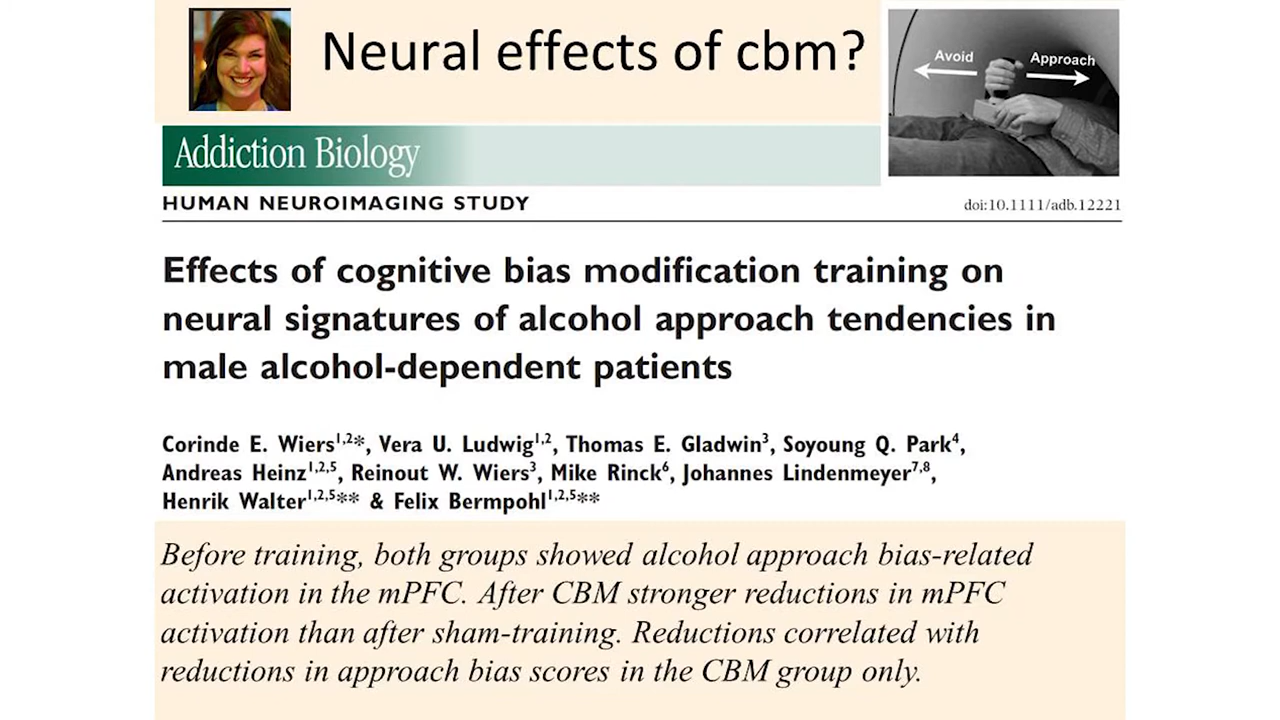 Neural effects of cbm?
Avoid
Approach
Addiction Biology
HUMAN NEUROIMAGING STUDY
doi:10.1111/adb.12221
Effects of cognitive bias modification training on
neural signatures of alcohol approach tendencies in
male alcohol-dependent patients
Corinde E. Wiers1,2*, Vera U. Ludwig1,2, Thomas E. Gladwin3, Soyoung Q. Park4,
Andreas Heinz1,2,5, Reinout W. Wiers3, Mike Rinck6, Johannes Lindenmeyer7,8,
Henrik Walter1,2,5** & Felix Bermpohl1,2,5**
Before training, both groups showed alcohol approach bias-related
activation in the mPFC. After CBM stronger reductions in mPFC
activation than after sham-training. Reductions correlated with
reductions in approach bias scores in the CBM group only.